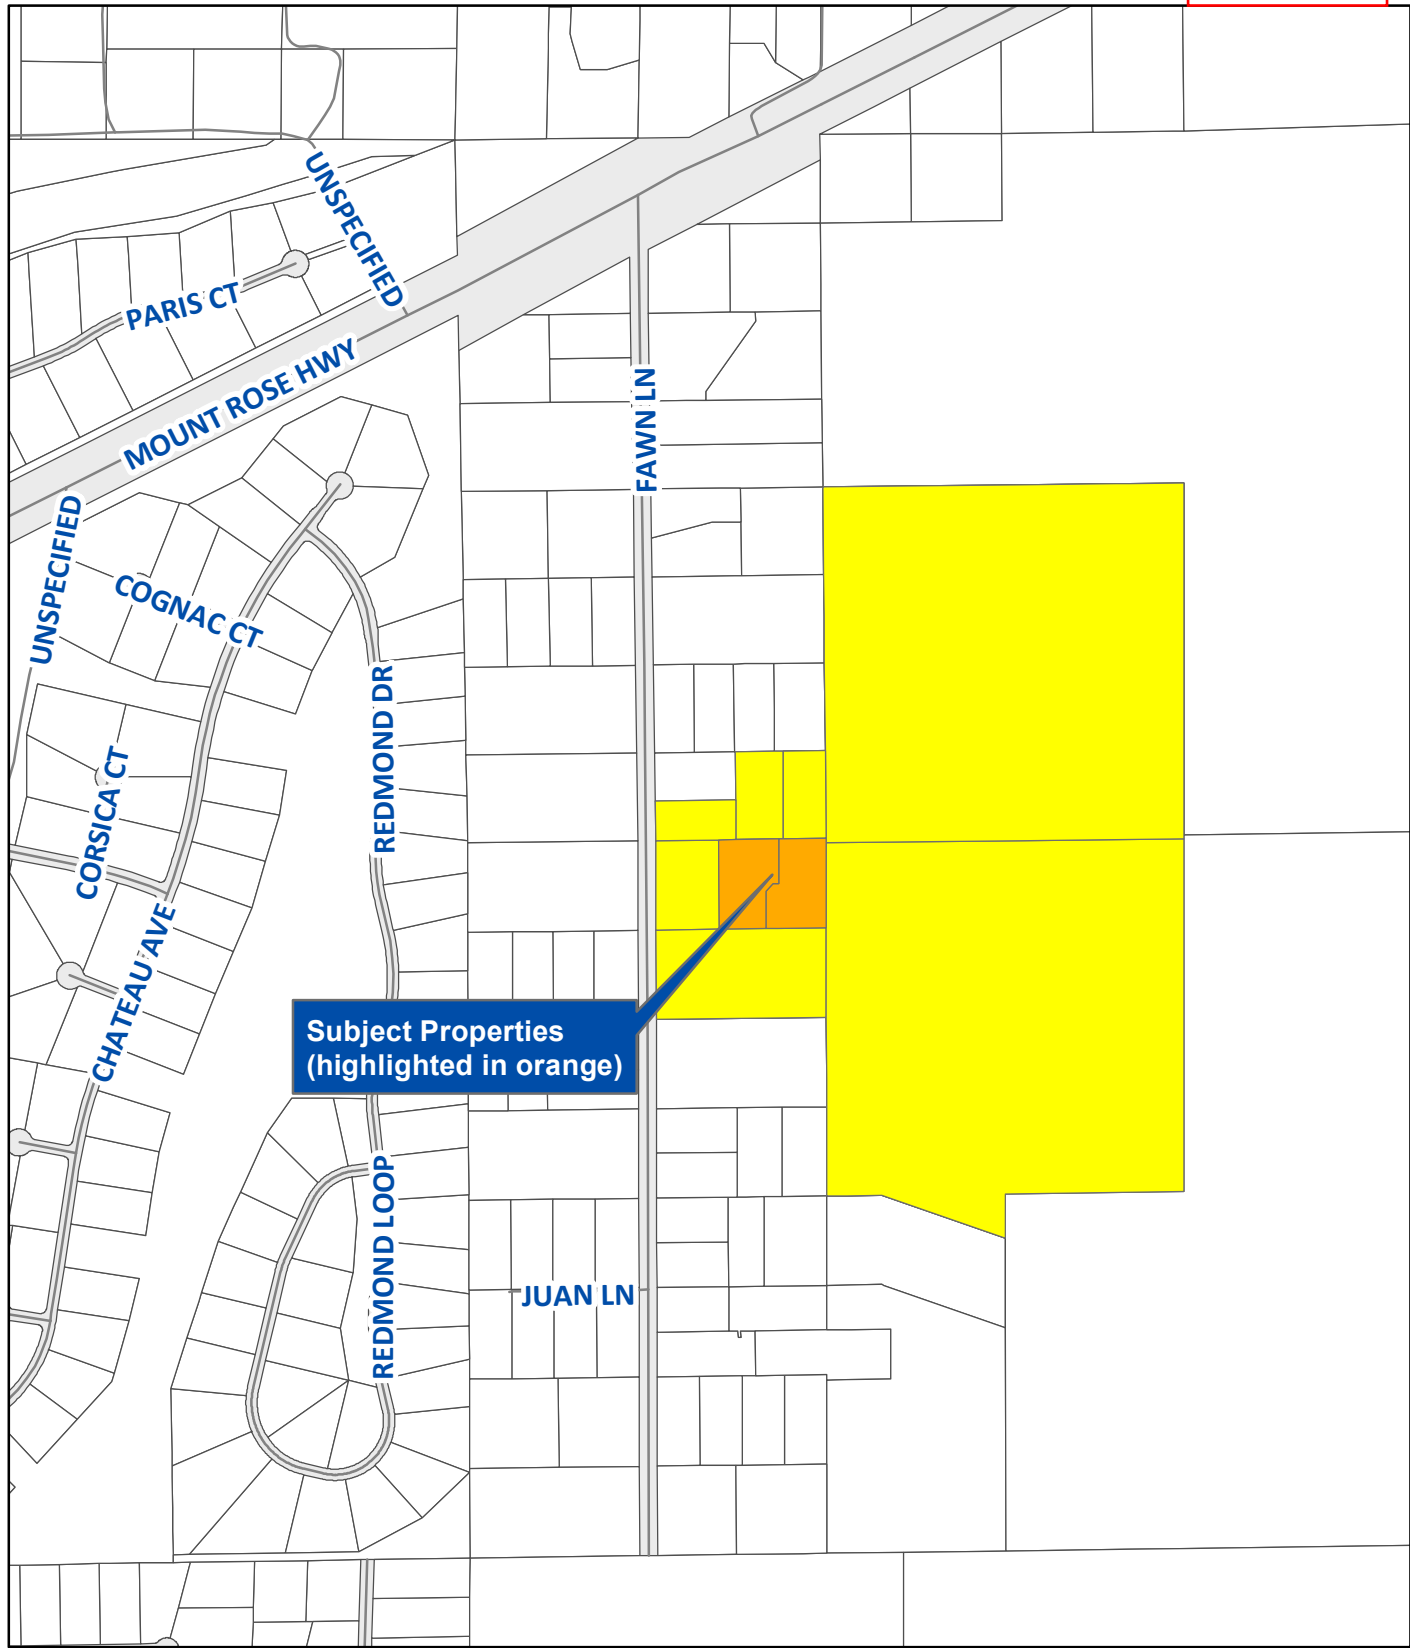 UNSPECIFIED
PARIS CT
MOUNT ROSE HWY
FAWN LN
UNSPECIFIED
COGNAC CT
REDMOND DR
CORSICA CT
CHATEAU AVE
Subject Properties
(highlighted in orange)
REDMOND LOOP
JUAN LN